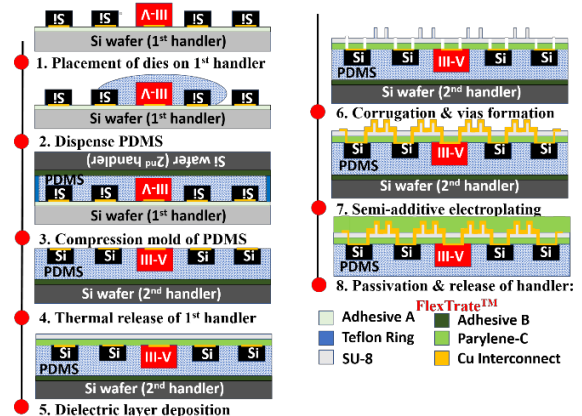 Si Si III-V Si Si
Si wafer (1st handler)
1. Placement of dies on 1st handler
Si Si III-V Si Si
Si wafer (1st handler)
2. Dispense PDMS
Si wafer (2nd handler)
PDMS
Si Si III-V Si Si
Si wafer (1st handler)
3. Compression mold of PDMS
Si Si III-V Si Si
PDMS
Si wafer (2nd handler)
4. Thermal release of 1st handler
Si Si III-V Si Si
PDMS
Si wafer (2nd handler)
5. Dielectric layer deposition
Si Si III-V Si Si
PDMS
Si wafer (2nd handler)
6. Corrugation & vias formation
Si Si III-V Si Si
PDMS
Si wafer (2nd handler)
7. Semi-additive electroplating
Si Si III-V Si Si
PDMS
8. Passivation & release of handler:
FlexTrate™
Adhesive A
Adhesive B
Teflon Ring
Parylene-C
SU-8
Cu Interconnect